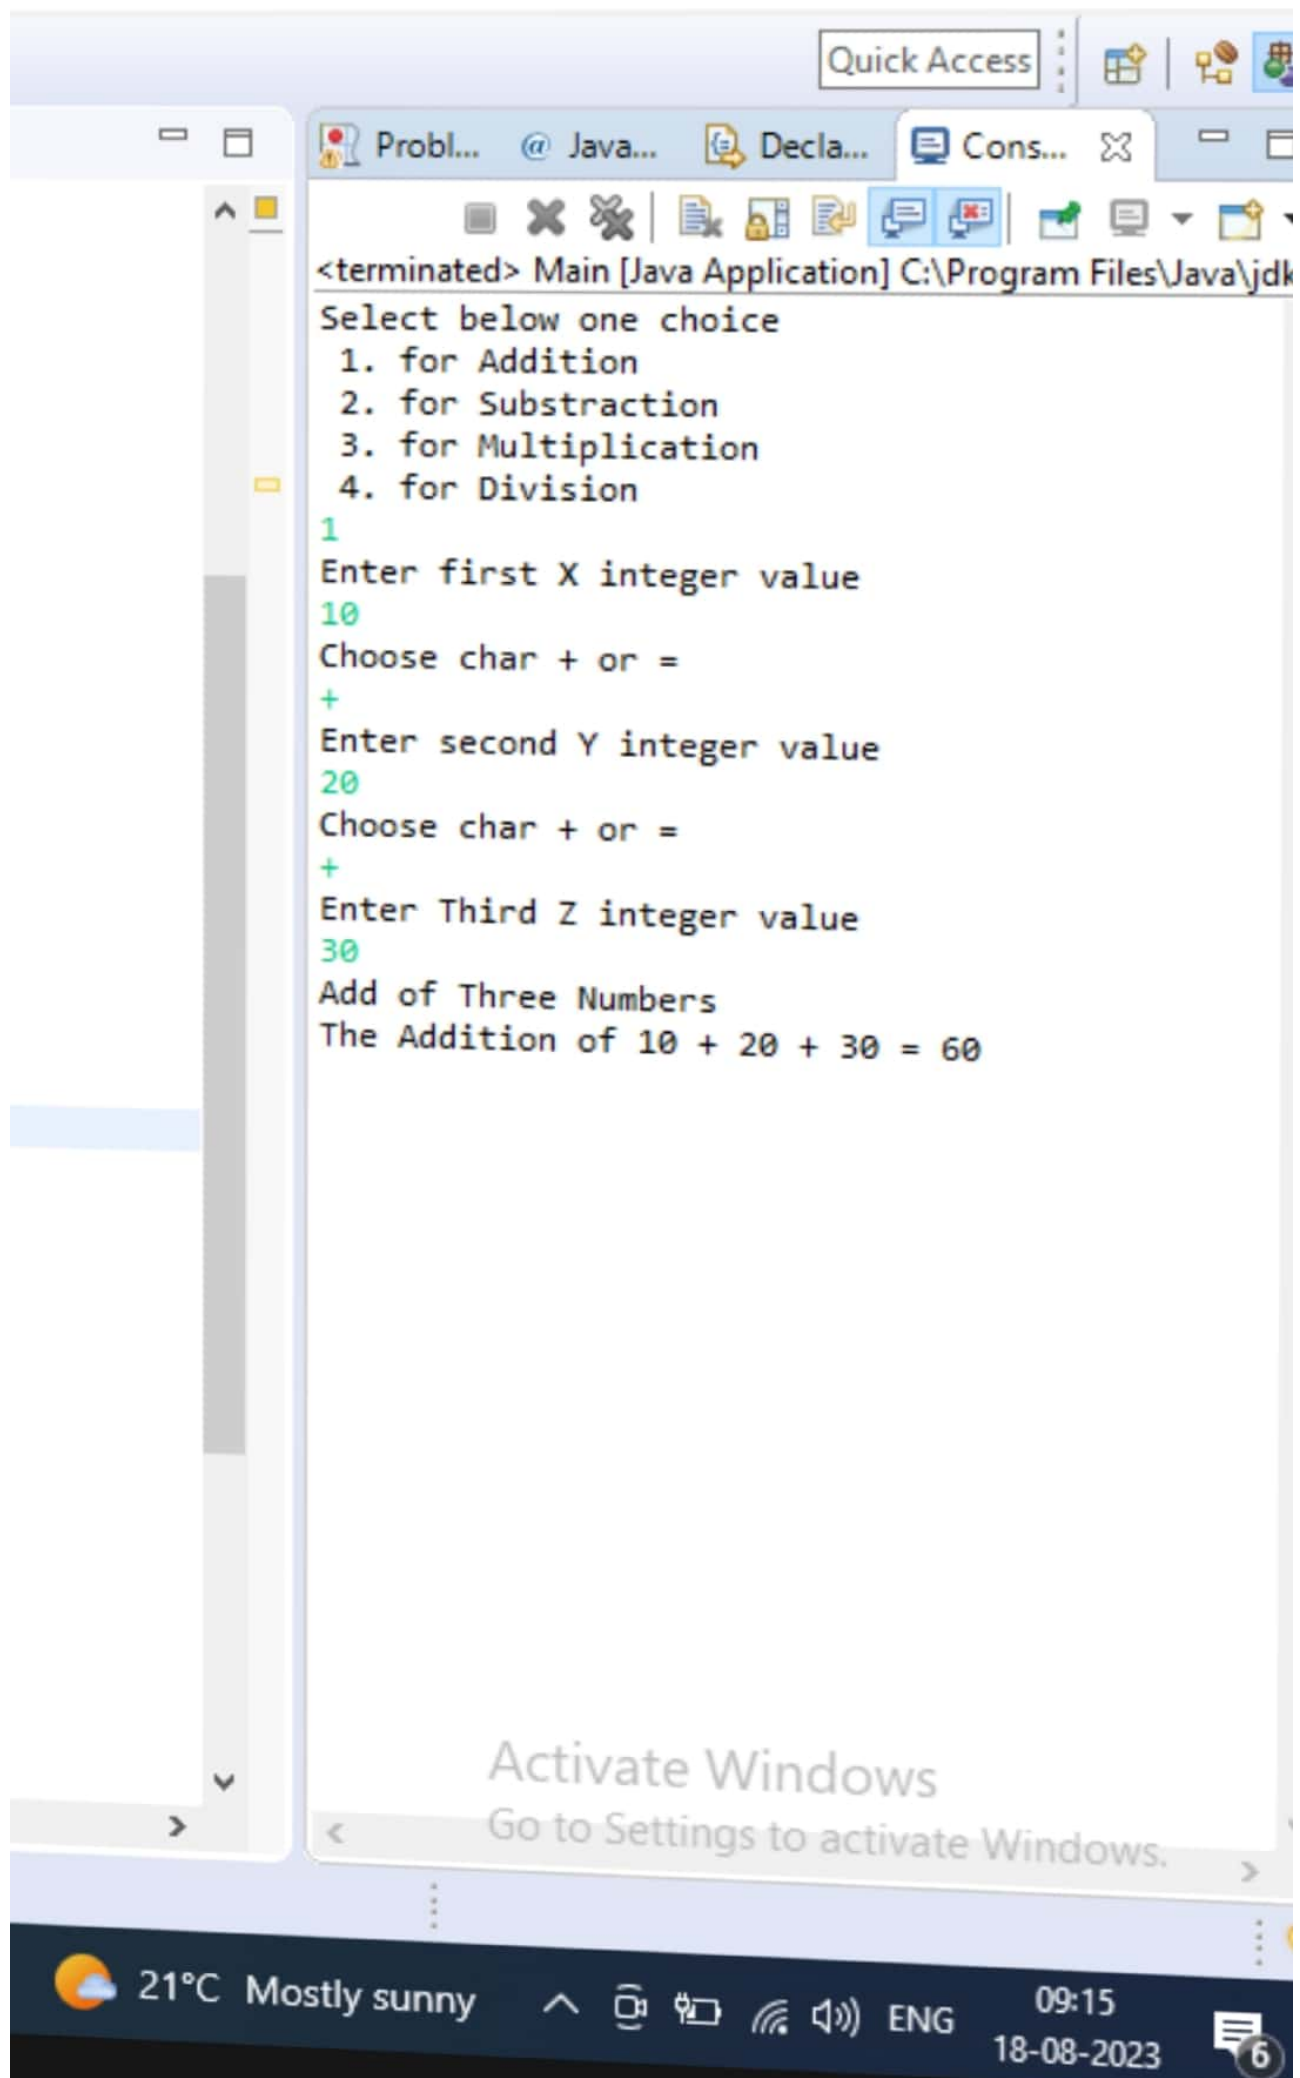 Quick Access
Probl...
@ Java...
Decla...
Cons...
<terminated> Main [Java Application] C:\Program Files\Java\jdk
Select below one choice
1. for Addition
2. for Substraction
3. for Multiplication
4. for Division
1
Enter first X integer value
10
Choose char + or =
+
Enter second Y integer value
20
Choose char + or =
+
Enter Third Z integer value
30
Add of Three Numbers
The Addition of 10 + 20 + 30 = 60
Activate Windows
Go to Settings to activate Windows.
21°C Mostly sunny
ENG
09:15
18-08-2023
6